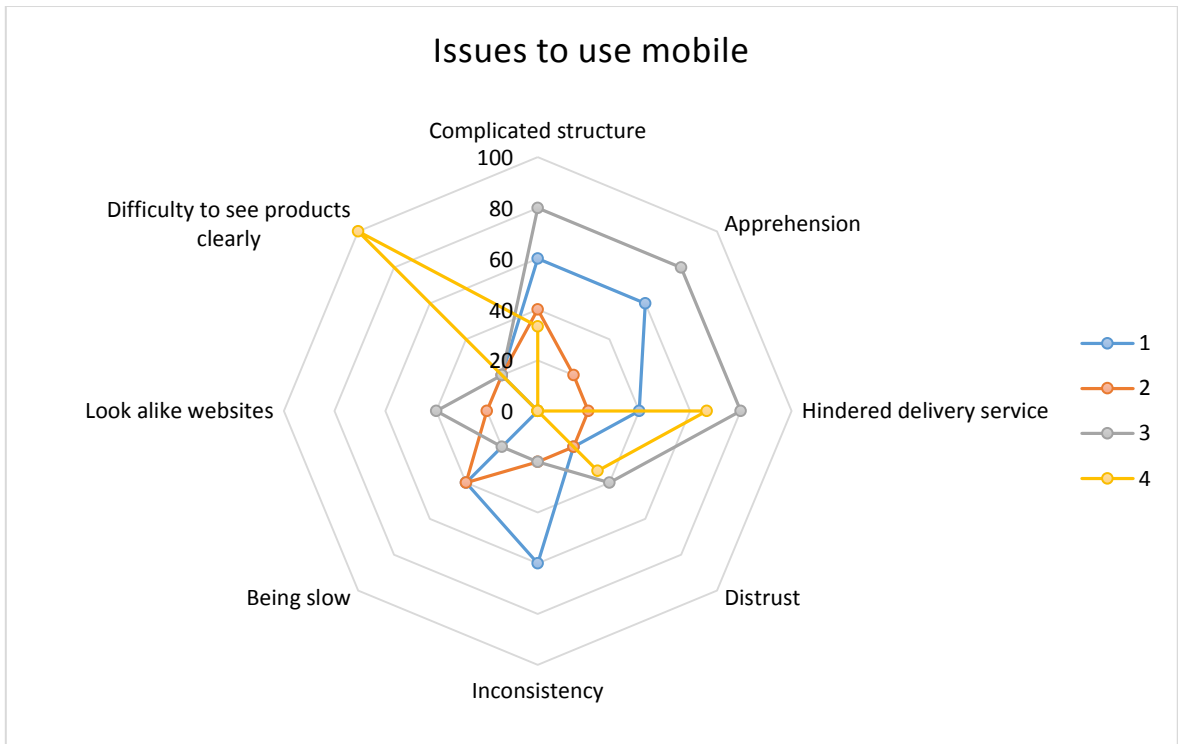 Issues to use mobile
Complicated structure
100
Difficulty to see products
clearly
80
Apprehension
60
40
20
Look alike websites
0
Hindered delivery service
1
2
3
4
Being slow
Distrust
Inconsistency